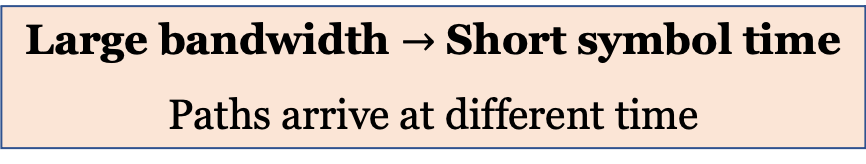 Large bandwidth → Short symbol time
Paths arrive at different time